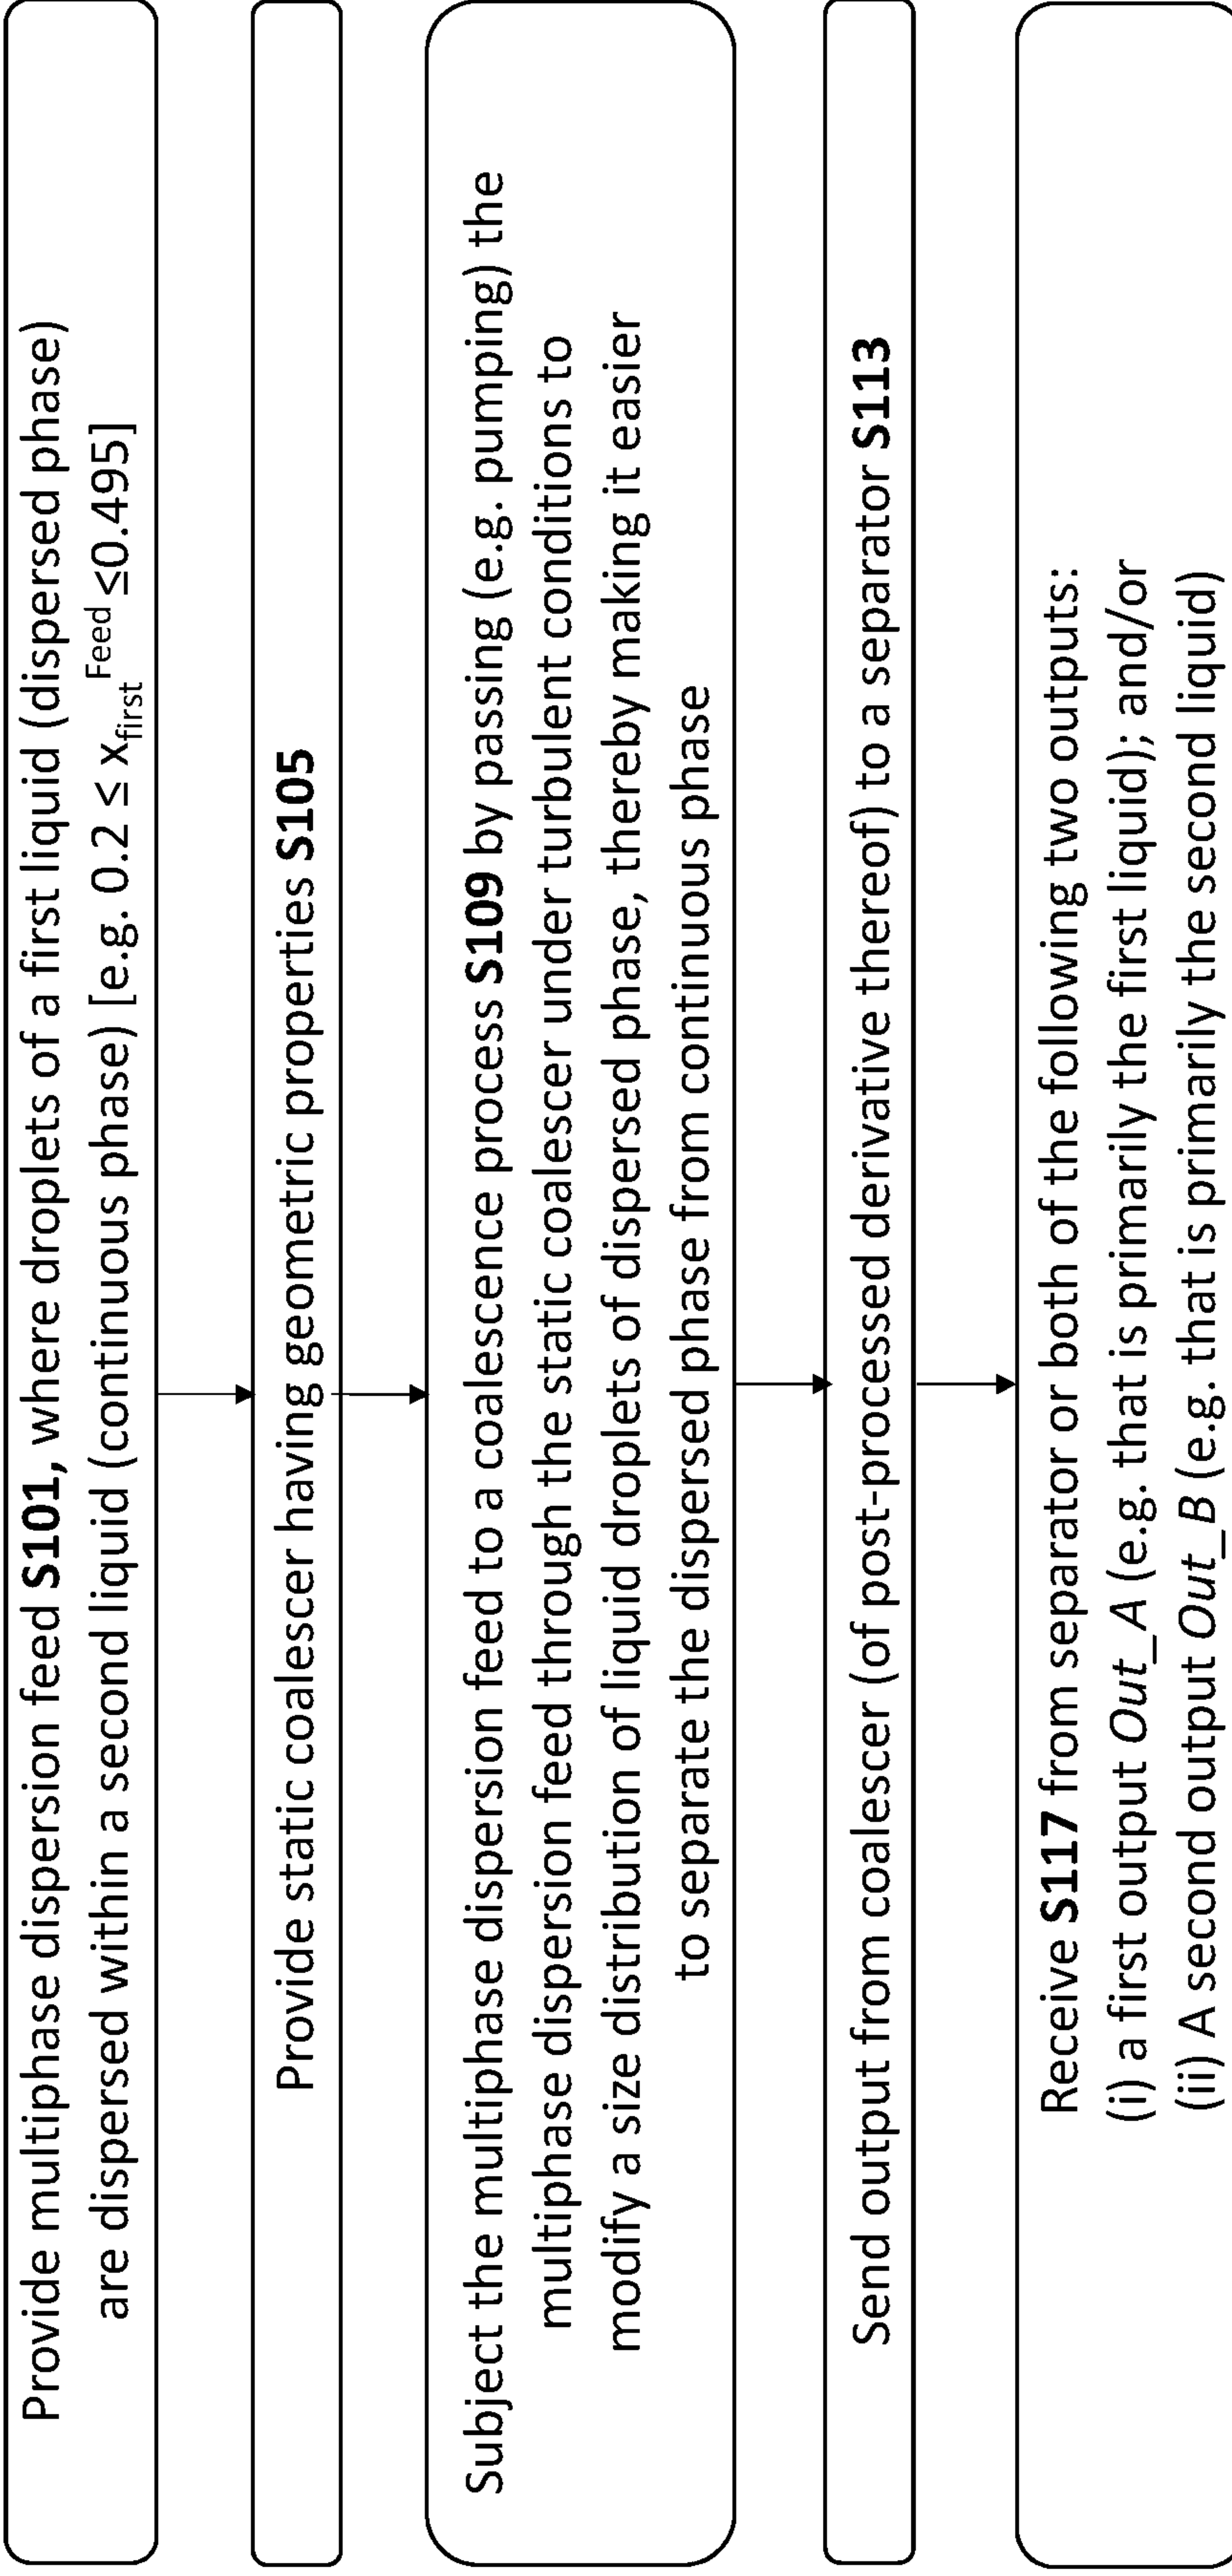 Provide multiphase dispersion feed S101, where droplets of a first liquid (dispersed phase)
are dispersed within a second liquid (continuous phase) [e.g. 0.2 ≤ x_first^Feed ≤0.495]
Provide static coalescer having geometric properties S105
Subject the multiphase dispersion feed to a coalescence process S109 by passing (e.g. pumping) the
multiphase dispersion feed through the static coalescer under turbulent conditions to
modify a size distribution of liquid droplets of dispersed phase, thereby making it easier
to separate the dispersed phase from continuous phase
Send output from coalescer (of post-processed derivative thereof) to a separator S113
Receive S117 from separator or both of the following two outputs:
(i) a first output Out_A (e.g. that is primarily the first liquid); and/or
(ii) A second output Out_B (e.g. that is primarily the second liquid)